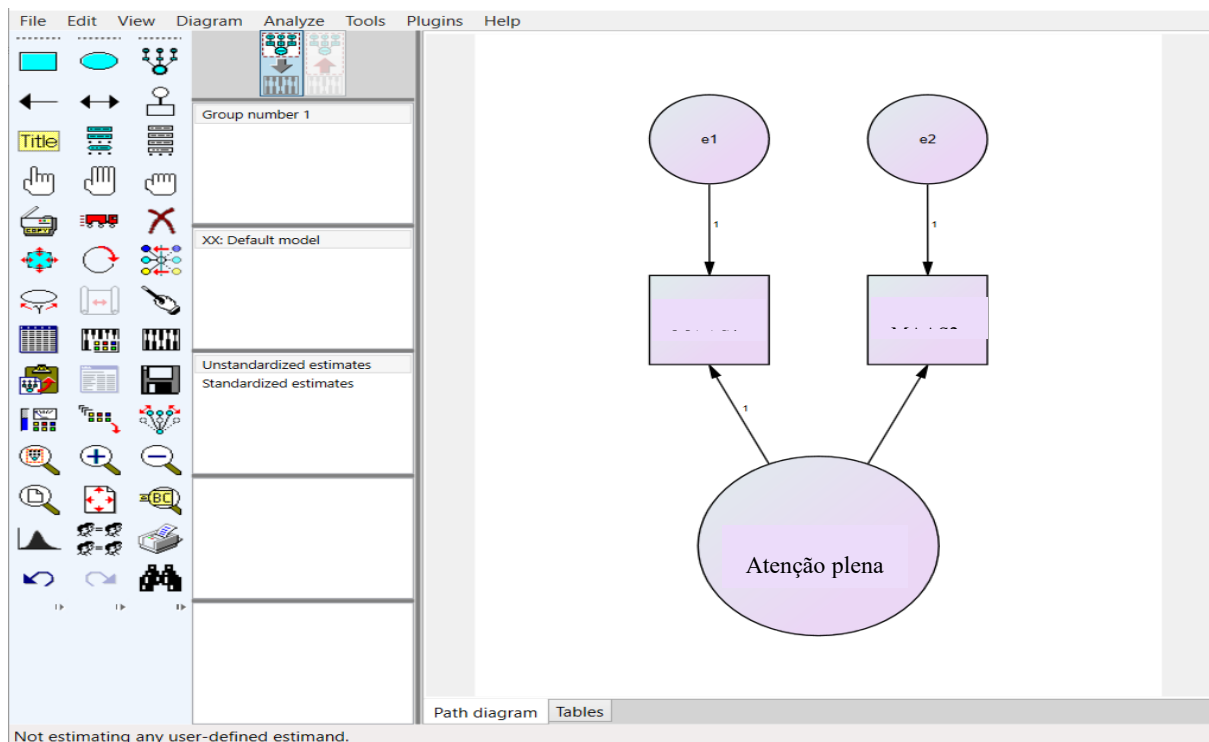 File Edit View Diagram Analyze Tools Plugins Help
Title
Group number 1
XX: Default model
Unstandardized estimates
Standardized estimates
e1
e2
1
1
1
Atenção plena
Path diagram Tables
Not estimating any user-defined estimand.